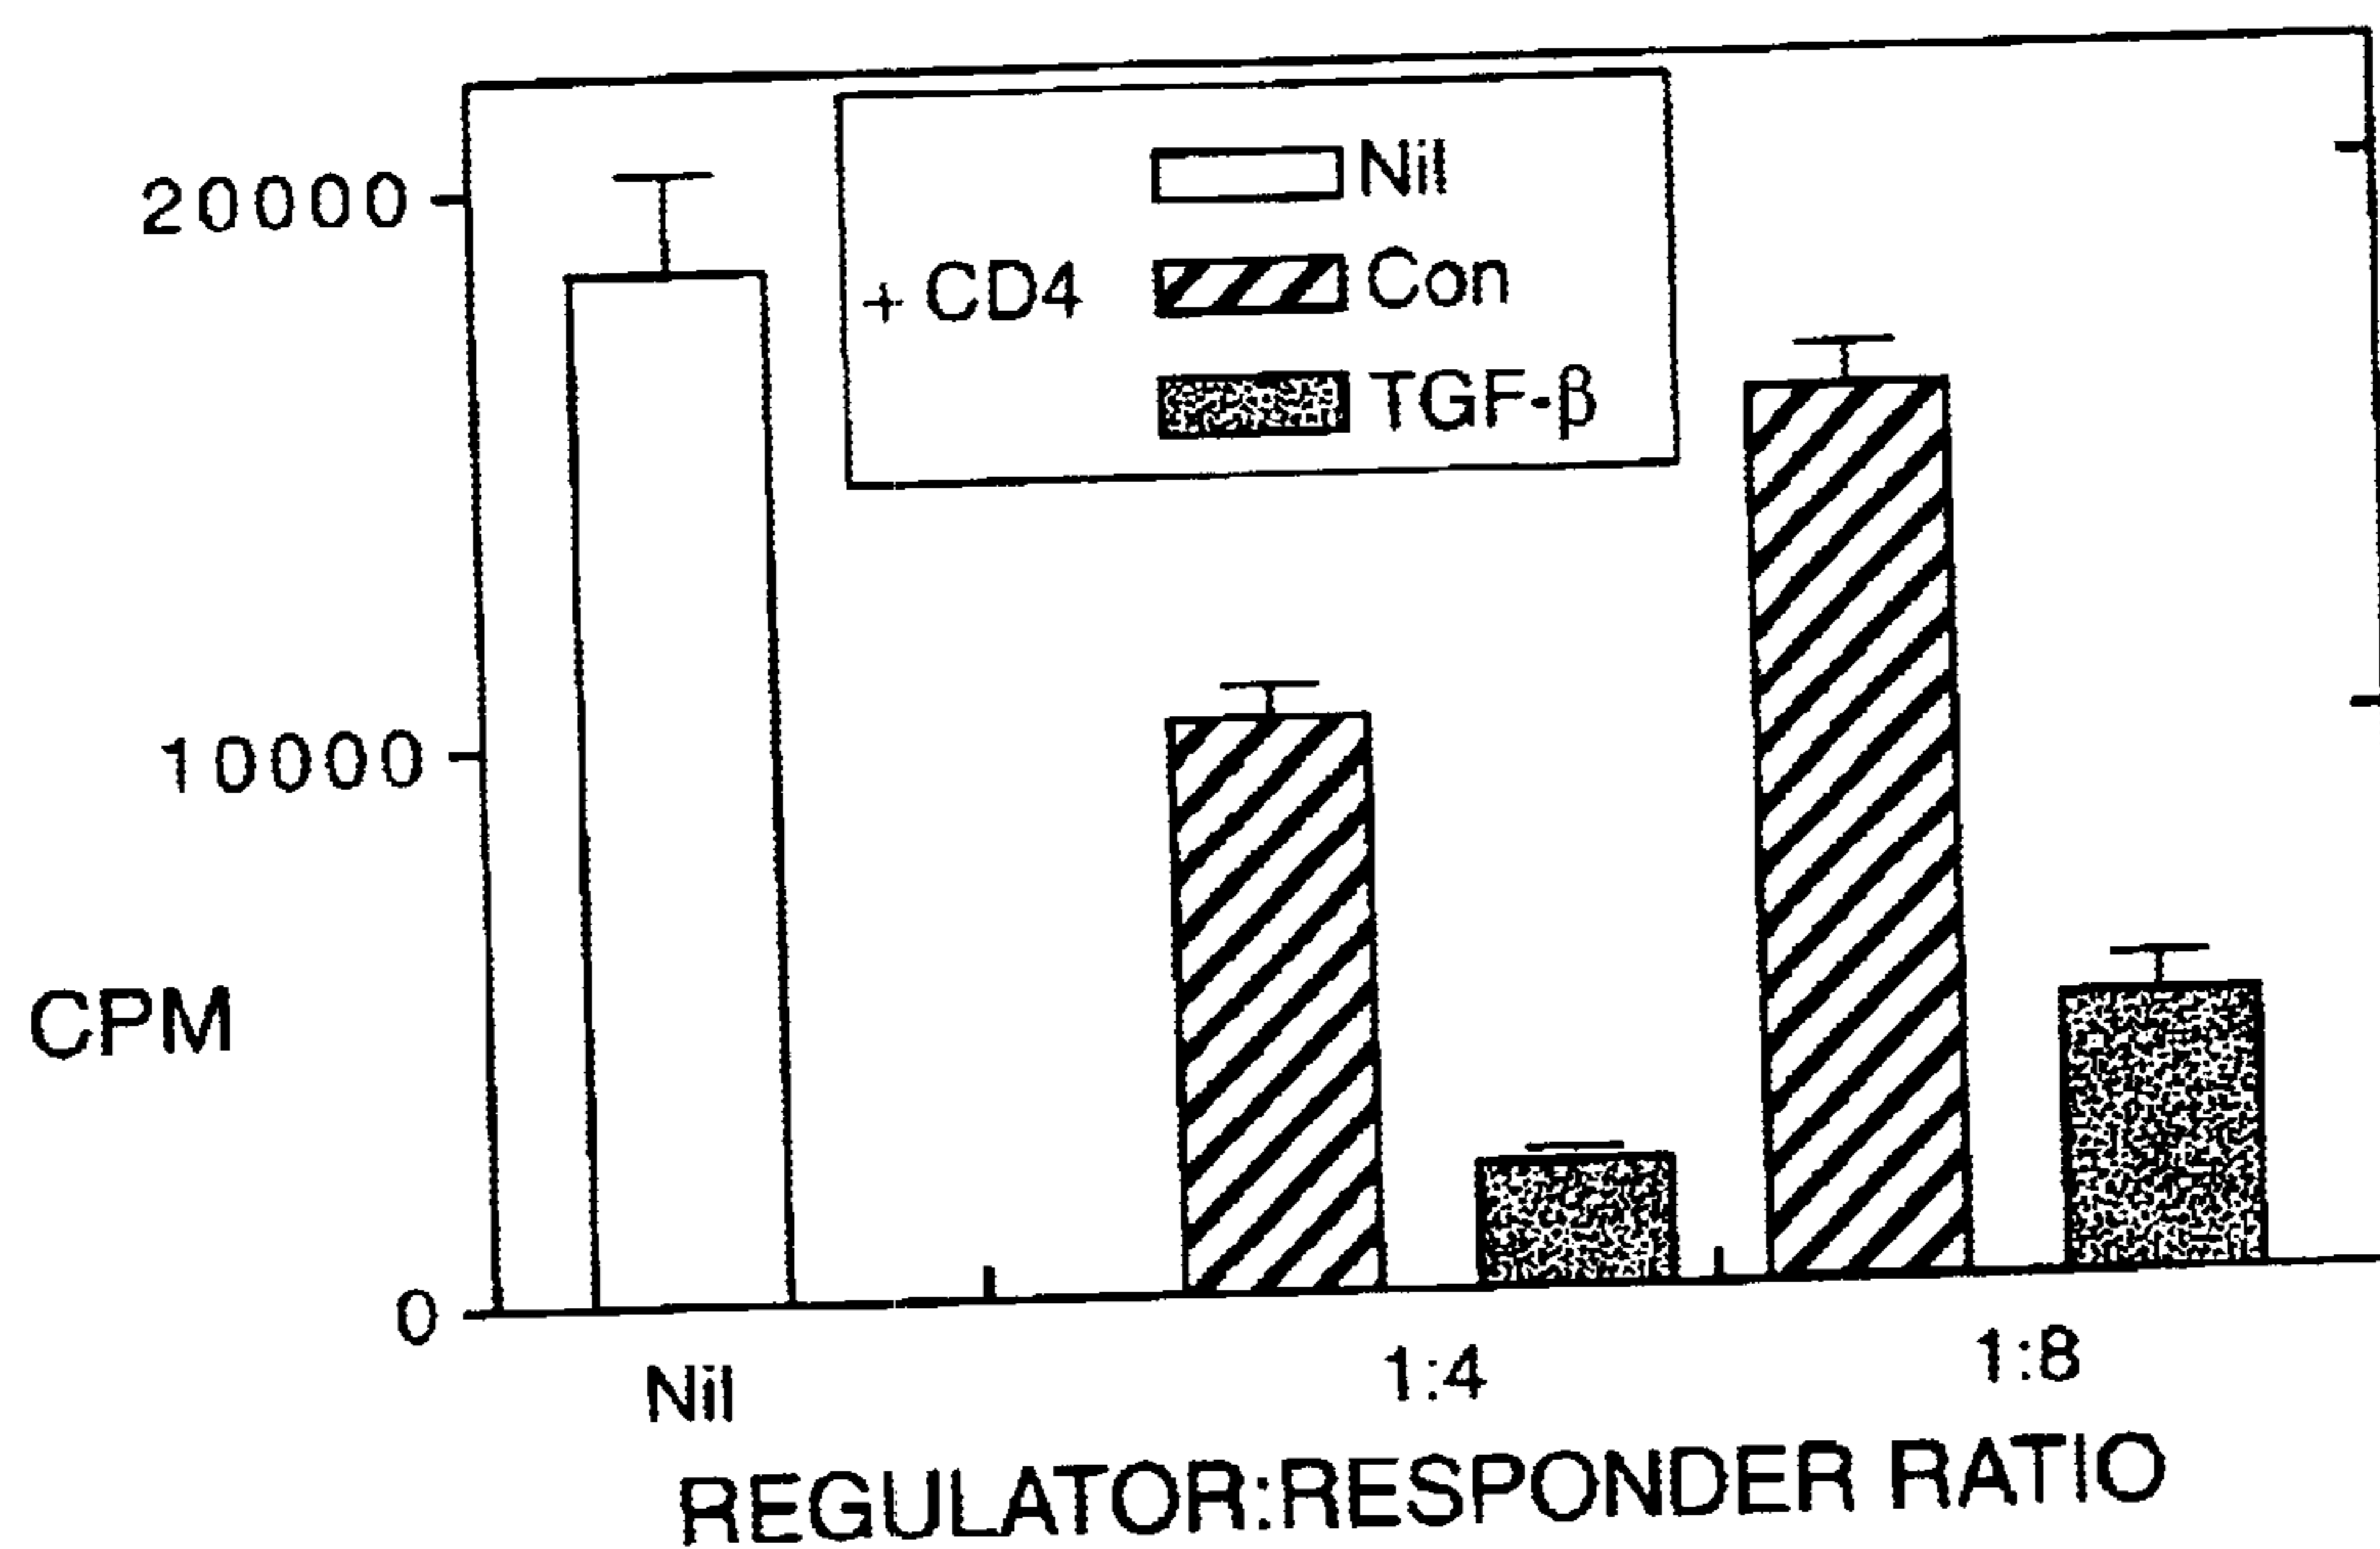 20000
Nil
+ CD4 Con
TGF-β
10000
CPM
0
Nil 1:4 1:8
REGULATOR:RESPONDER RATIO